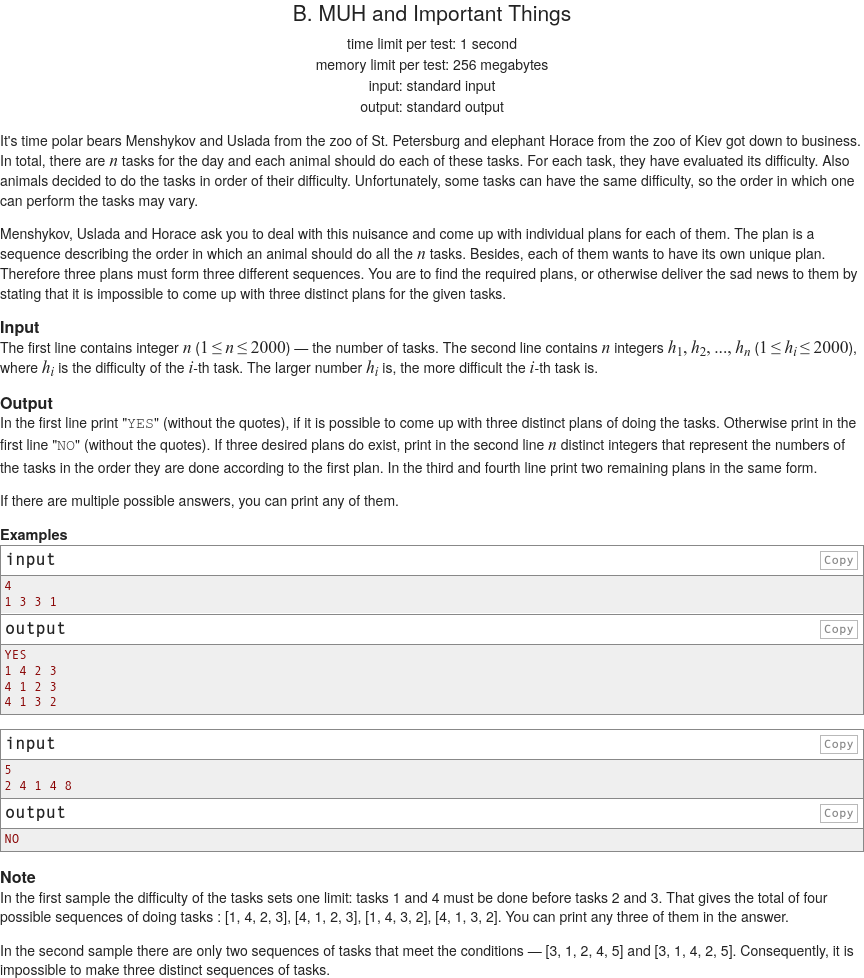 B. MUH and Important Things
time limit per test: 1 second
memory limit per test: 256 megabytes
input: standard input
output: standard output
It's time polar bears Menshykov and Uslada from the zoo of St. Petersburg and elephant Horace from the zoo of Kiev got down to business.
In total, there are n tasks for the day and each animal should do each of these tasks. For each task, they have evaluated its difficulty. Also
animals decided to do the tasks in order of their difficulty. Unfortunately, some tasks can have the same difficulty, so the order in which one
can perform the tasks may vary.
Menshykov, Uslada and Horace ask you to deal with this nuisance and come up with individual plans for each of them. The plan is a
sequence describing the order in which an animal should do all the n tasks. Besides, each of them wants to have its own unique plan.
Therefore three plans must form three different sequences. You are to find the required plans, or otherwise deliver the sad news to them by
stating that it is impossible to come up with three distinct plans for the given tasks.
Input
The first line contains integer n (1 ≤ n ≤ 2000) — the number of tasks. The second line contains n integers h1, h2, ..., hn (1 ≤ hi ≤ 2000),
where hi is the difficulty of the i-th task. The larger number hi is, the more difficult the i-th task is.
Output
In the first line print "YES" (without the quotes), if it is possible to come up with three distinct plans of doing the tasks. Otherwise print in the
first line "NO" (without the quotes). If three desired plans do exist, print in the second line n distinct integers that represent the numbers of
the tasks in the order they are done according to the first plan. In the third and fourth line print two remaining plans in the same form.
If there are multiple possible answers, you can print any of them.
Examples
input Copy
4
1 3 3 1
output Copy
YES
1 4 2 3
4 1 2 3
4 1 3 2
input Copy
5
2 4 1 4 8
output Copy
NO
Note
In the first sample the difficulty of the tasks sets one limit: tasks 1 and 4 must be done before tasks 2 and 3. That gives the total of four
possible sequences of doing tasks : [1, 4, 2, 3], [4, 1, 2, 3], [1, 4, 3, 2], [4, 1, 3, 2]. You can print any three of them in the answer.
In the second sample there are only two sequences of tasks that meet the conditions — [3, 1, 2, 4, 5] and [3, 1, 4, 2, 5]. Consequently, it is
impossible to make three distinct sequences of tasks.